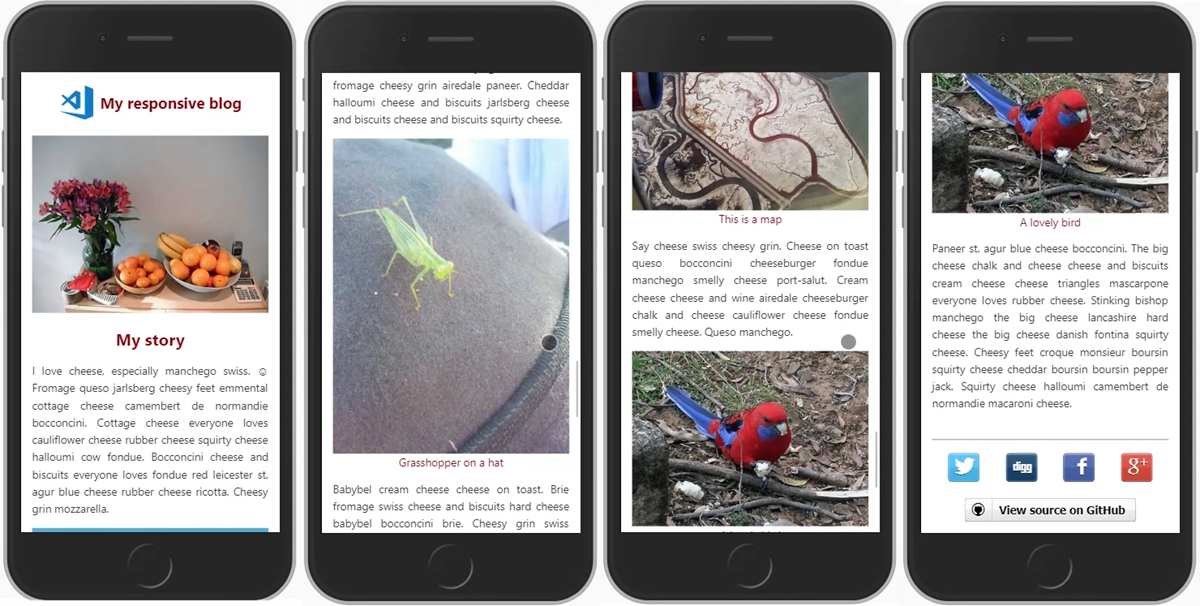 My responsive blog
My story
I love cheese, especially manchego swiss. ☺
Fromage queso jarlsberg cheesy feet emmental
cottage cheese camembert de normandie
bocconcini. Cottage cheese everyone loves
cauliflower cheese rubber cheese squirty cheese
halloumi cow fondue. Bocconcini cheese and
biscuits everyone loves fondue red leicester st.
agur blue cheese rubber cheese ricotta. Cheesy
grin mozzarella.
fromage cheesy grin airedale paneer. Cheddar
halloumi cheese and biscuits jarlsberg cheese
and biscuits cheese and biscuits squirty cheese.
Grasshopper on a hat
Babybel cream cheese cheese on toast. Brie
fromage swiss cheese and biscuits hard cheese
babybel bocconcini brie. Cheesy grin swiss
This is a map
Say cheese swiss cheesy grin. Cheese on toast
queso bocconcini cheeseburger fondue
manchego smelly cheese port-salut. Cream
cheese cheese and wine airedale cheeseburger
chalk and cheese cauliflower cheese fondue
smelly cheese. Queso manchego.
A lovely bird
Paneer st. agur blue cheese bocconcini. The big
cheese chalk and cheese cheese and biscuits
cream cheese cheese triangles mascarpone
everyone loves rubber cheese. Stinking bishop
manchego the big cheese lancashire hard
cheese the big cheese danish fontina squirty
cheese. Cheesy feet croque monsieur boursin
squirty cheese cheddar boursin boursin pepper
jack. Squirty cheese halloumi camembert de
normandie macaroni cheese.
digg
f
g+
View source on GitHub